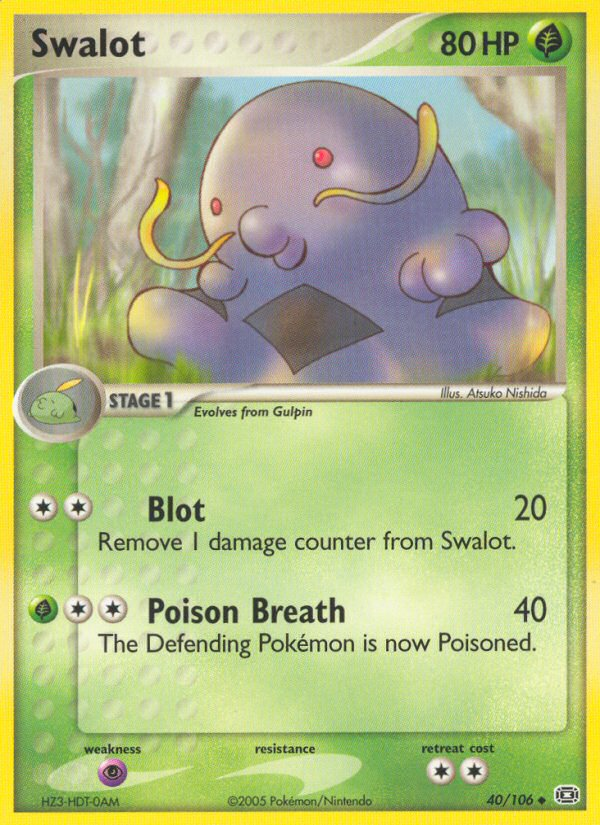 Swalot 80 HP
Illus. Atsuko Nishida
STAGE 1
Evolves from Gulpin
Blot 20
Remove 1 damage counter from Swalot.
Poison Breath 40
The Defending Pokémon is now Poisoned.
weakness resistance retreat cost
HZ3-HDT-0AM ©2005 Pokémon/Nintendo 40/106